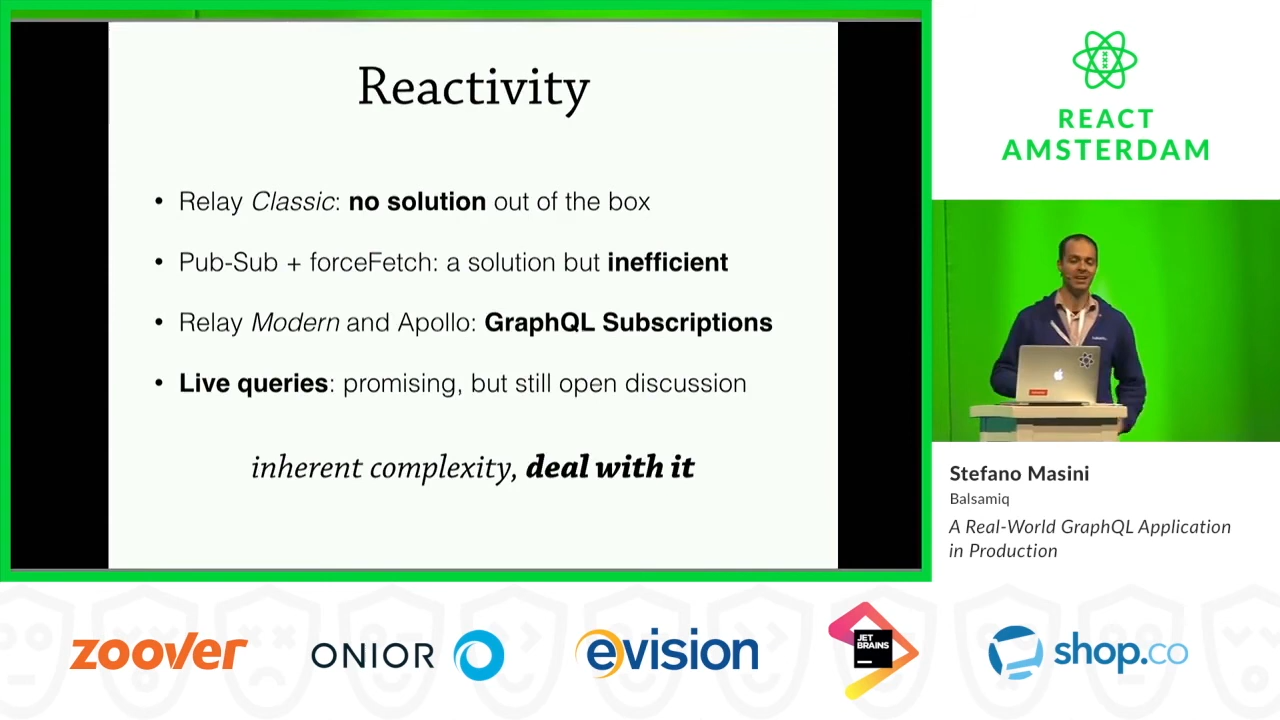 Reactivity
• Relay Classic: no solution out of the box
• Pub-Sub + forceFetch: a solution but inefficient
• Relay Modern and Apollo: GraphQL Subscriptions
• Live queries: promising, but still open discussion
inherent complexity, deal with it
REACT
AMSTERDAM
Stefano Masini
Balsamiq
A Real-World GraphQL Application
in Production
zoover
ONIOR
evision
JET
BRAINS
shop.co